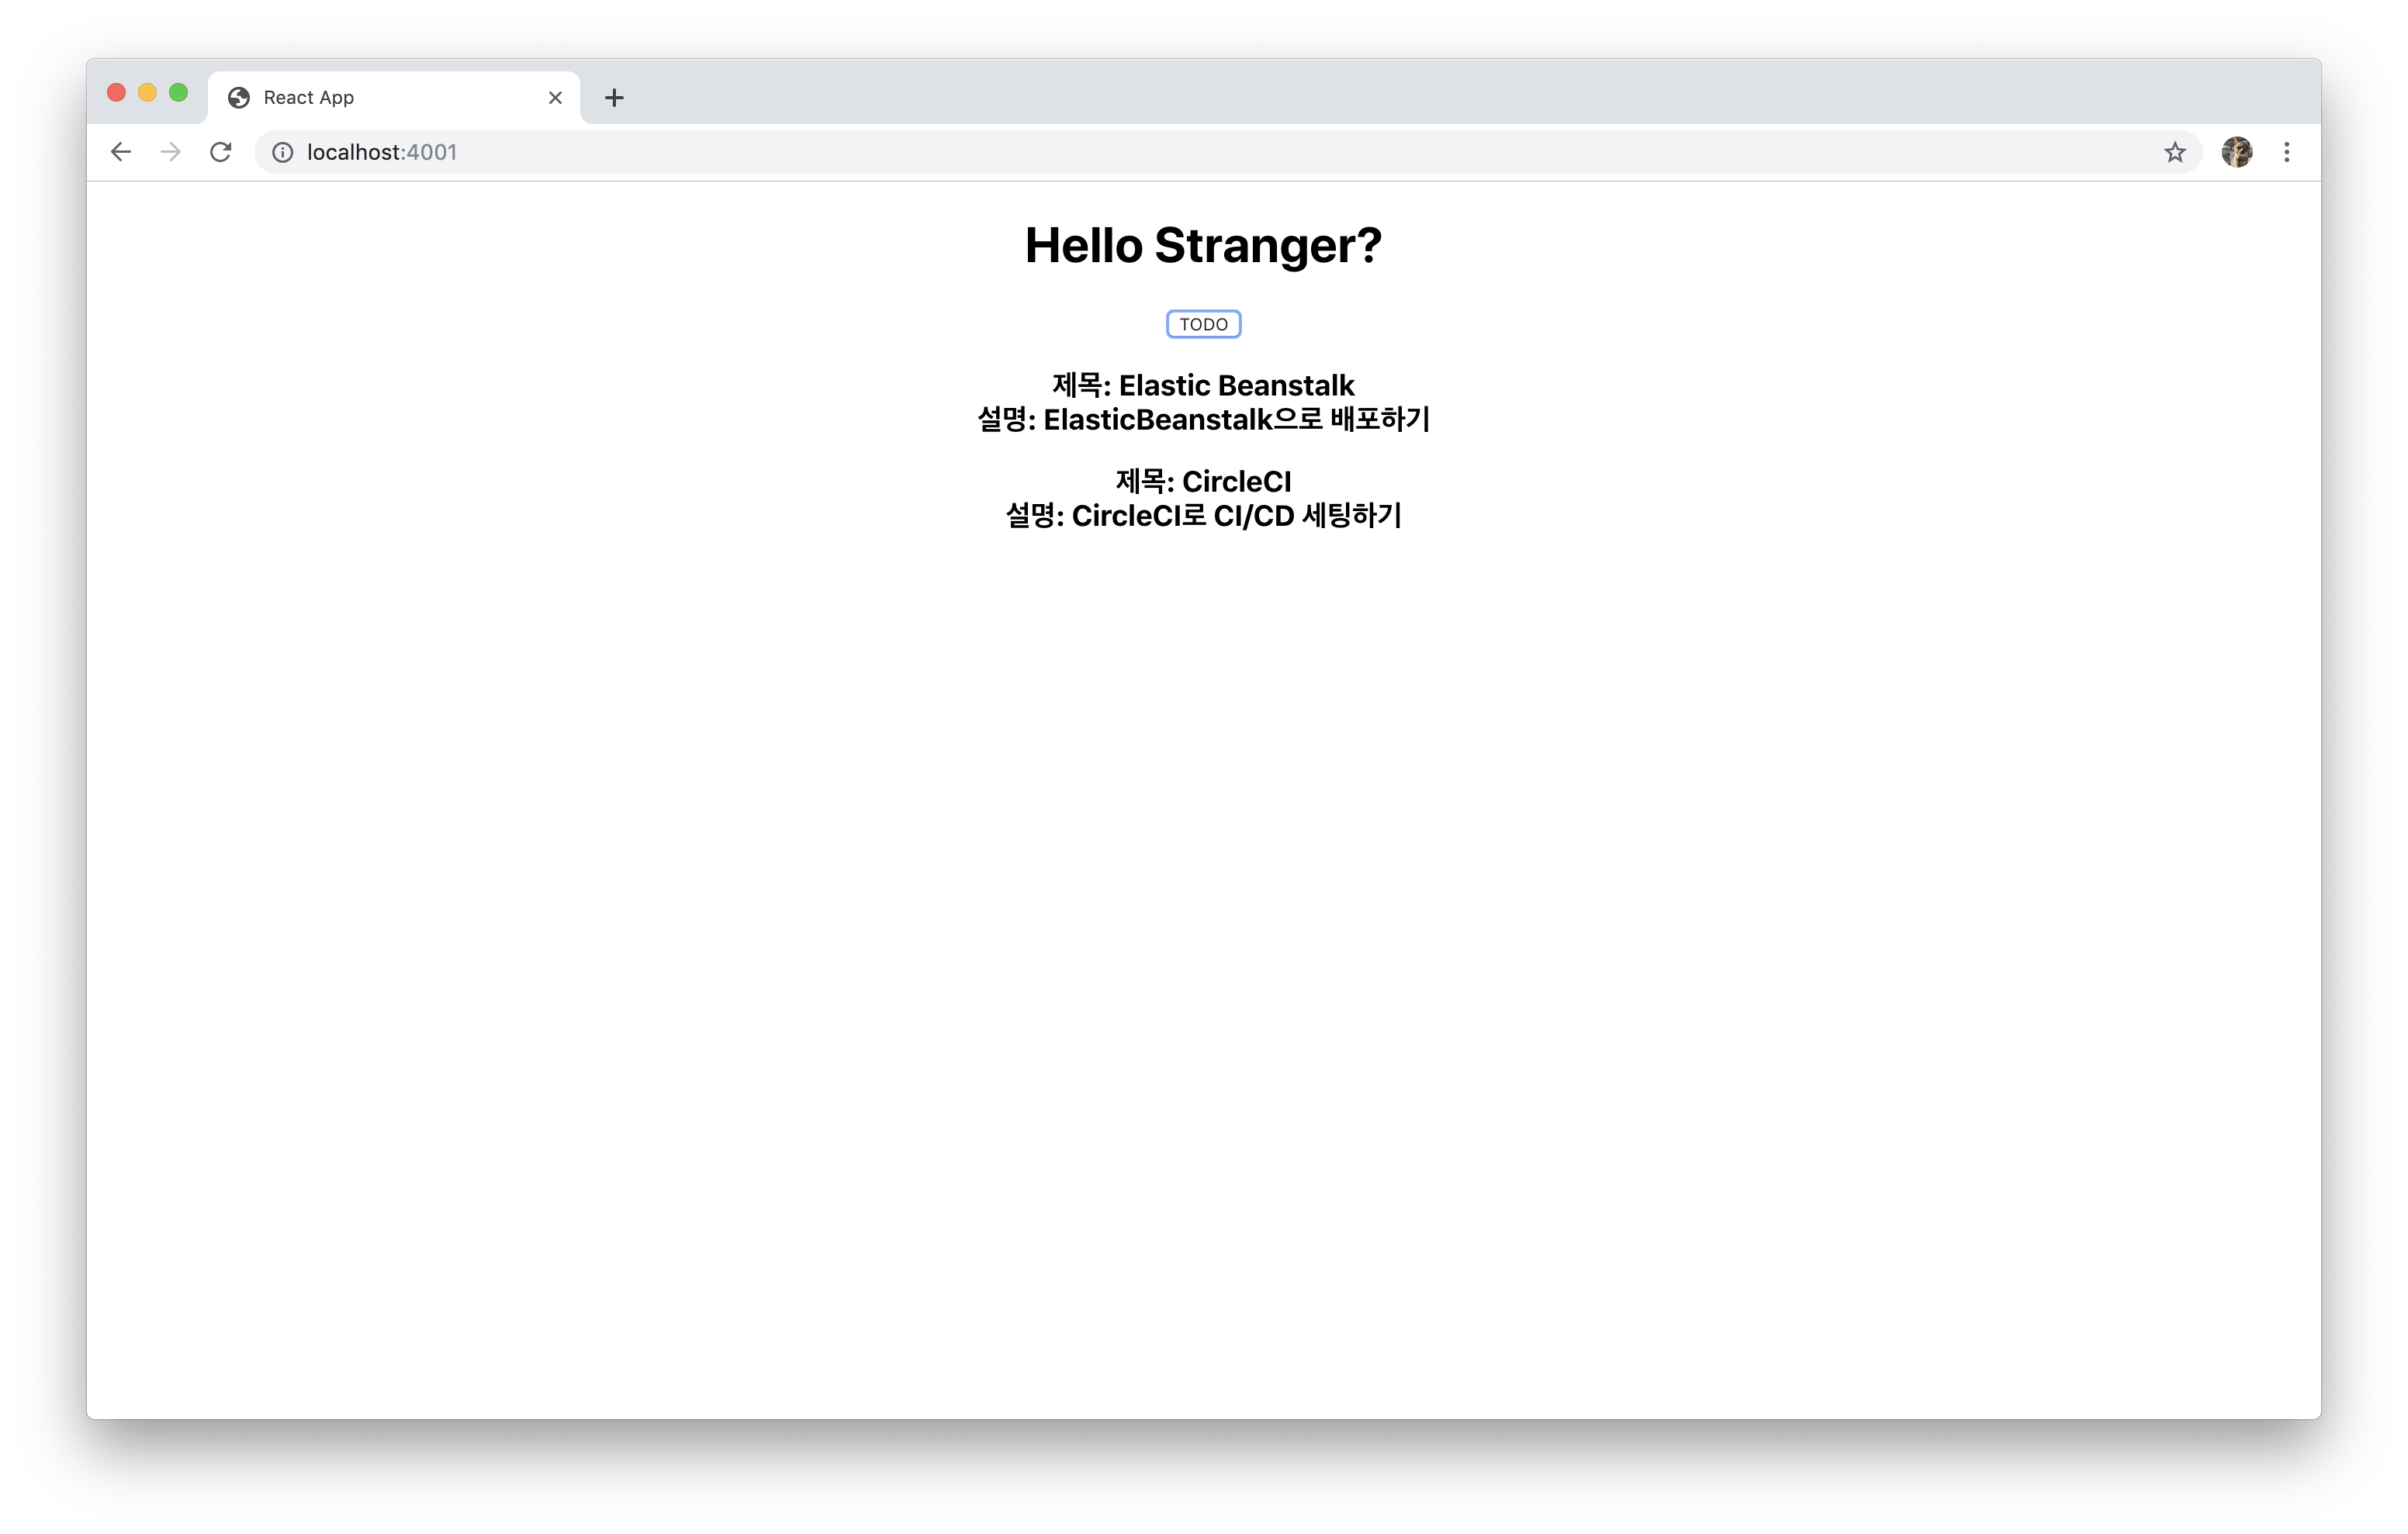 React App
localhost:4001
Hello Stranger?
TODO
제목: Elastic Beanstalk
설명: ElasticBeanstalk으로 배포하기
제목: CircleCI
설명: CircleCI로 CI/CD 세팅하기